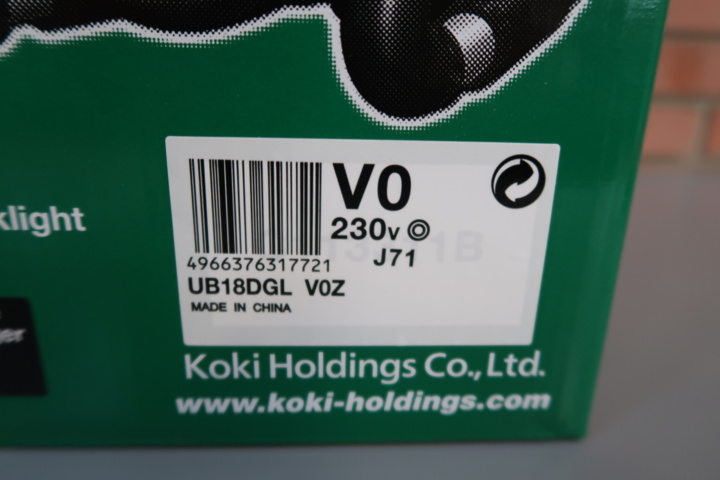 V0
230v
J71
4966376317721
UB18DGL V0Z
MADE IN CHINA
klight
Koki Holdings Co., Ltd.
www.koki-holdings.com